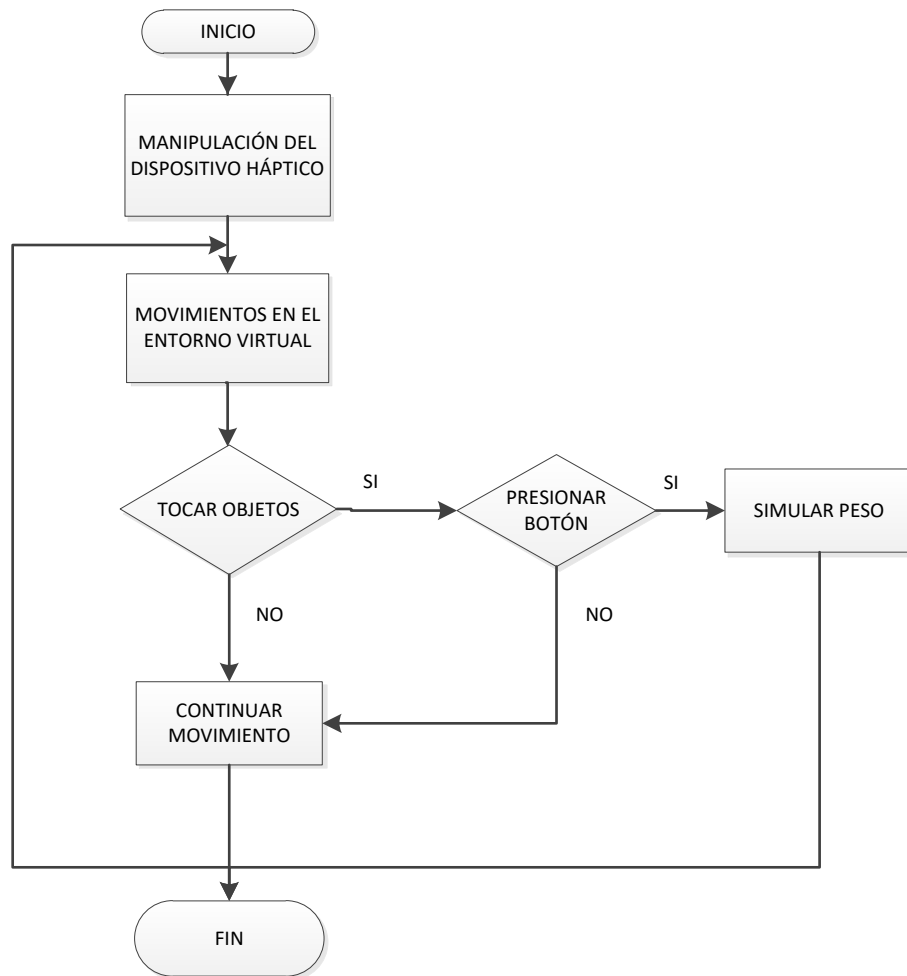 INICIO
MANIPULACIÓN DEL
DISPOSITIVO HÁPTICO
MOVIMIENTOS EN EL
ENTORNO VIRTUAL
TOCAR OBJETOS
SI
PRESIONAR
BOTÓN
SI
SIMULAR PESO
NO
NO
CONTINUAR
MOVIMIENTO
FIN